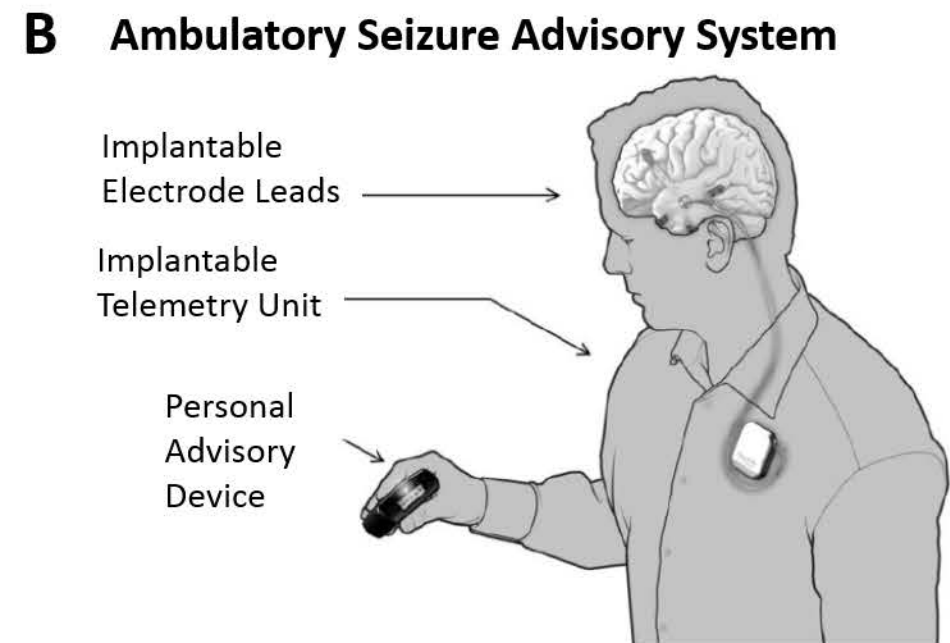 B Ambulatory Seizure Advisory System
Implantable
Electrode Leads
Implantable
Telemetry Unit
Personal
Advisory
Device